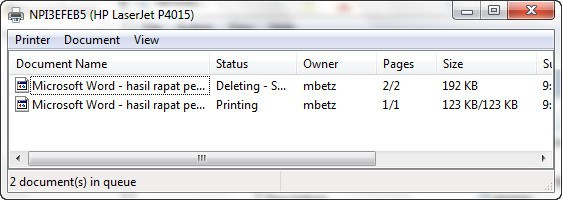 NPI3EFEB5 (HP LaserJet P4015)
Printer Document View
Document Name Status Owner Pages Size Su
Microsoft Word - hasil rapat pe... Deleting - S... mbetz 2/2 192 KB 9:
Microsoft Word - hasil rapat pe... Printing mbetz 1/1 123 KB/123 KB 9:
2 document(s) in queue